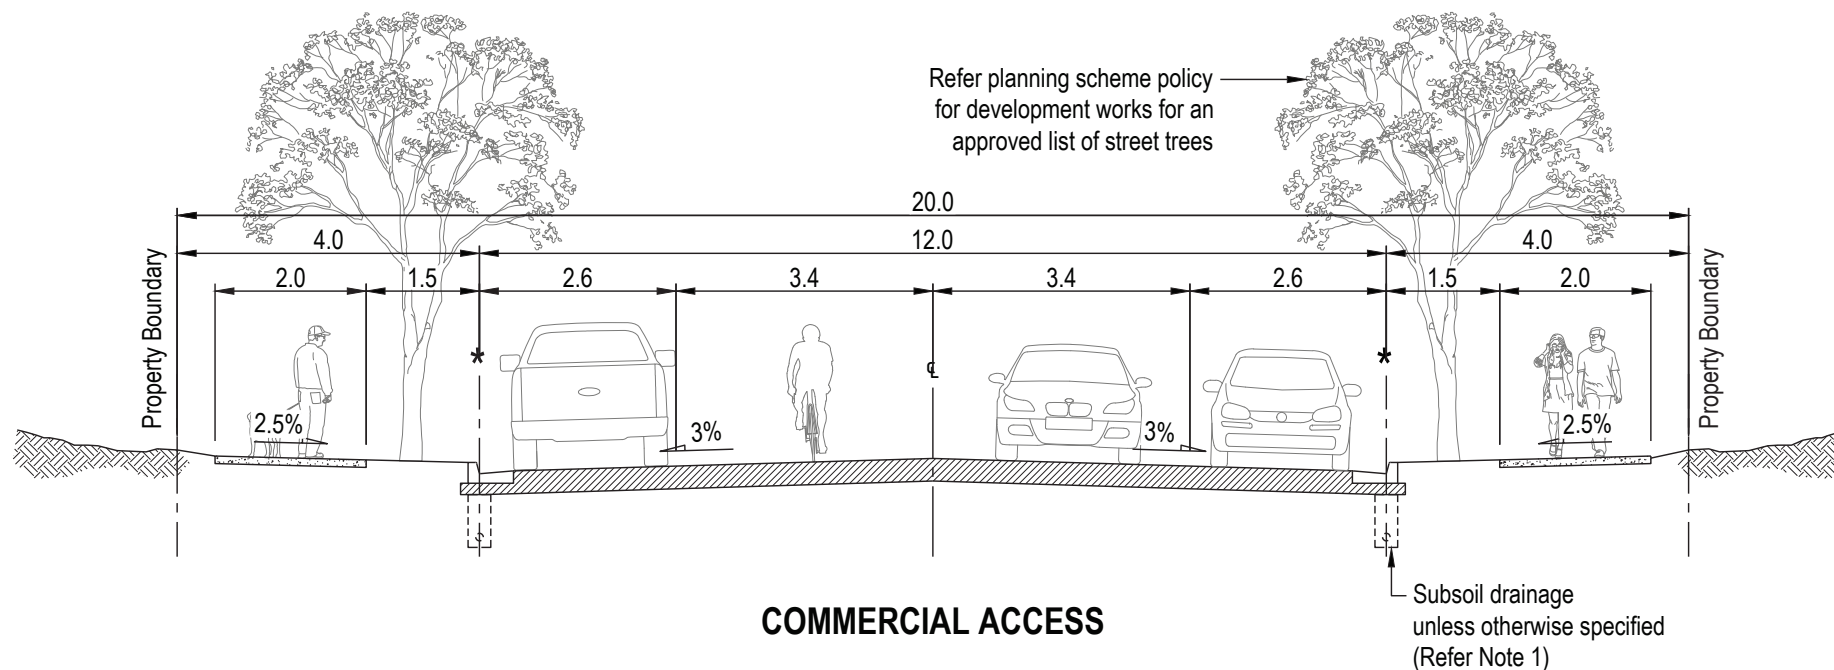 Refer planning scheme policy
for development works for an
approved list of street trees
20.0
4.0 12.0 4.0
2.0 1.5 2.6 3.4 3.4 2.6 1.5 2.0
Property Boundary
Property Boundary
* *
℄
2.5% 3% 3% 2.5%
COMMERCIAL ACCESS
Subsoil drainage
unless otherwise specified
(Refer Note 1)